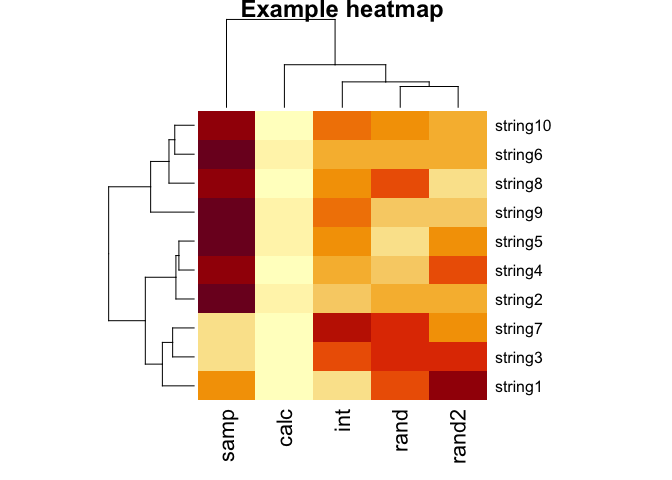 Example heatmap
string10
string6
string8
string9
string5
string4
string2
string7
string3
string1
samp
calc
int
rand
rand2